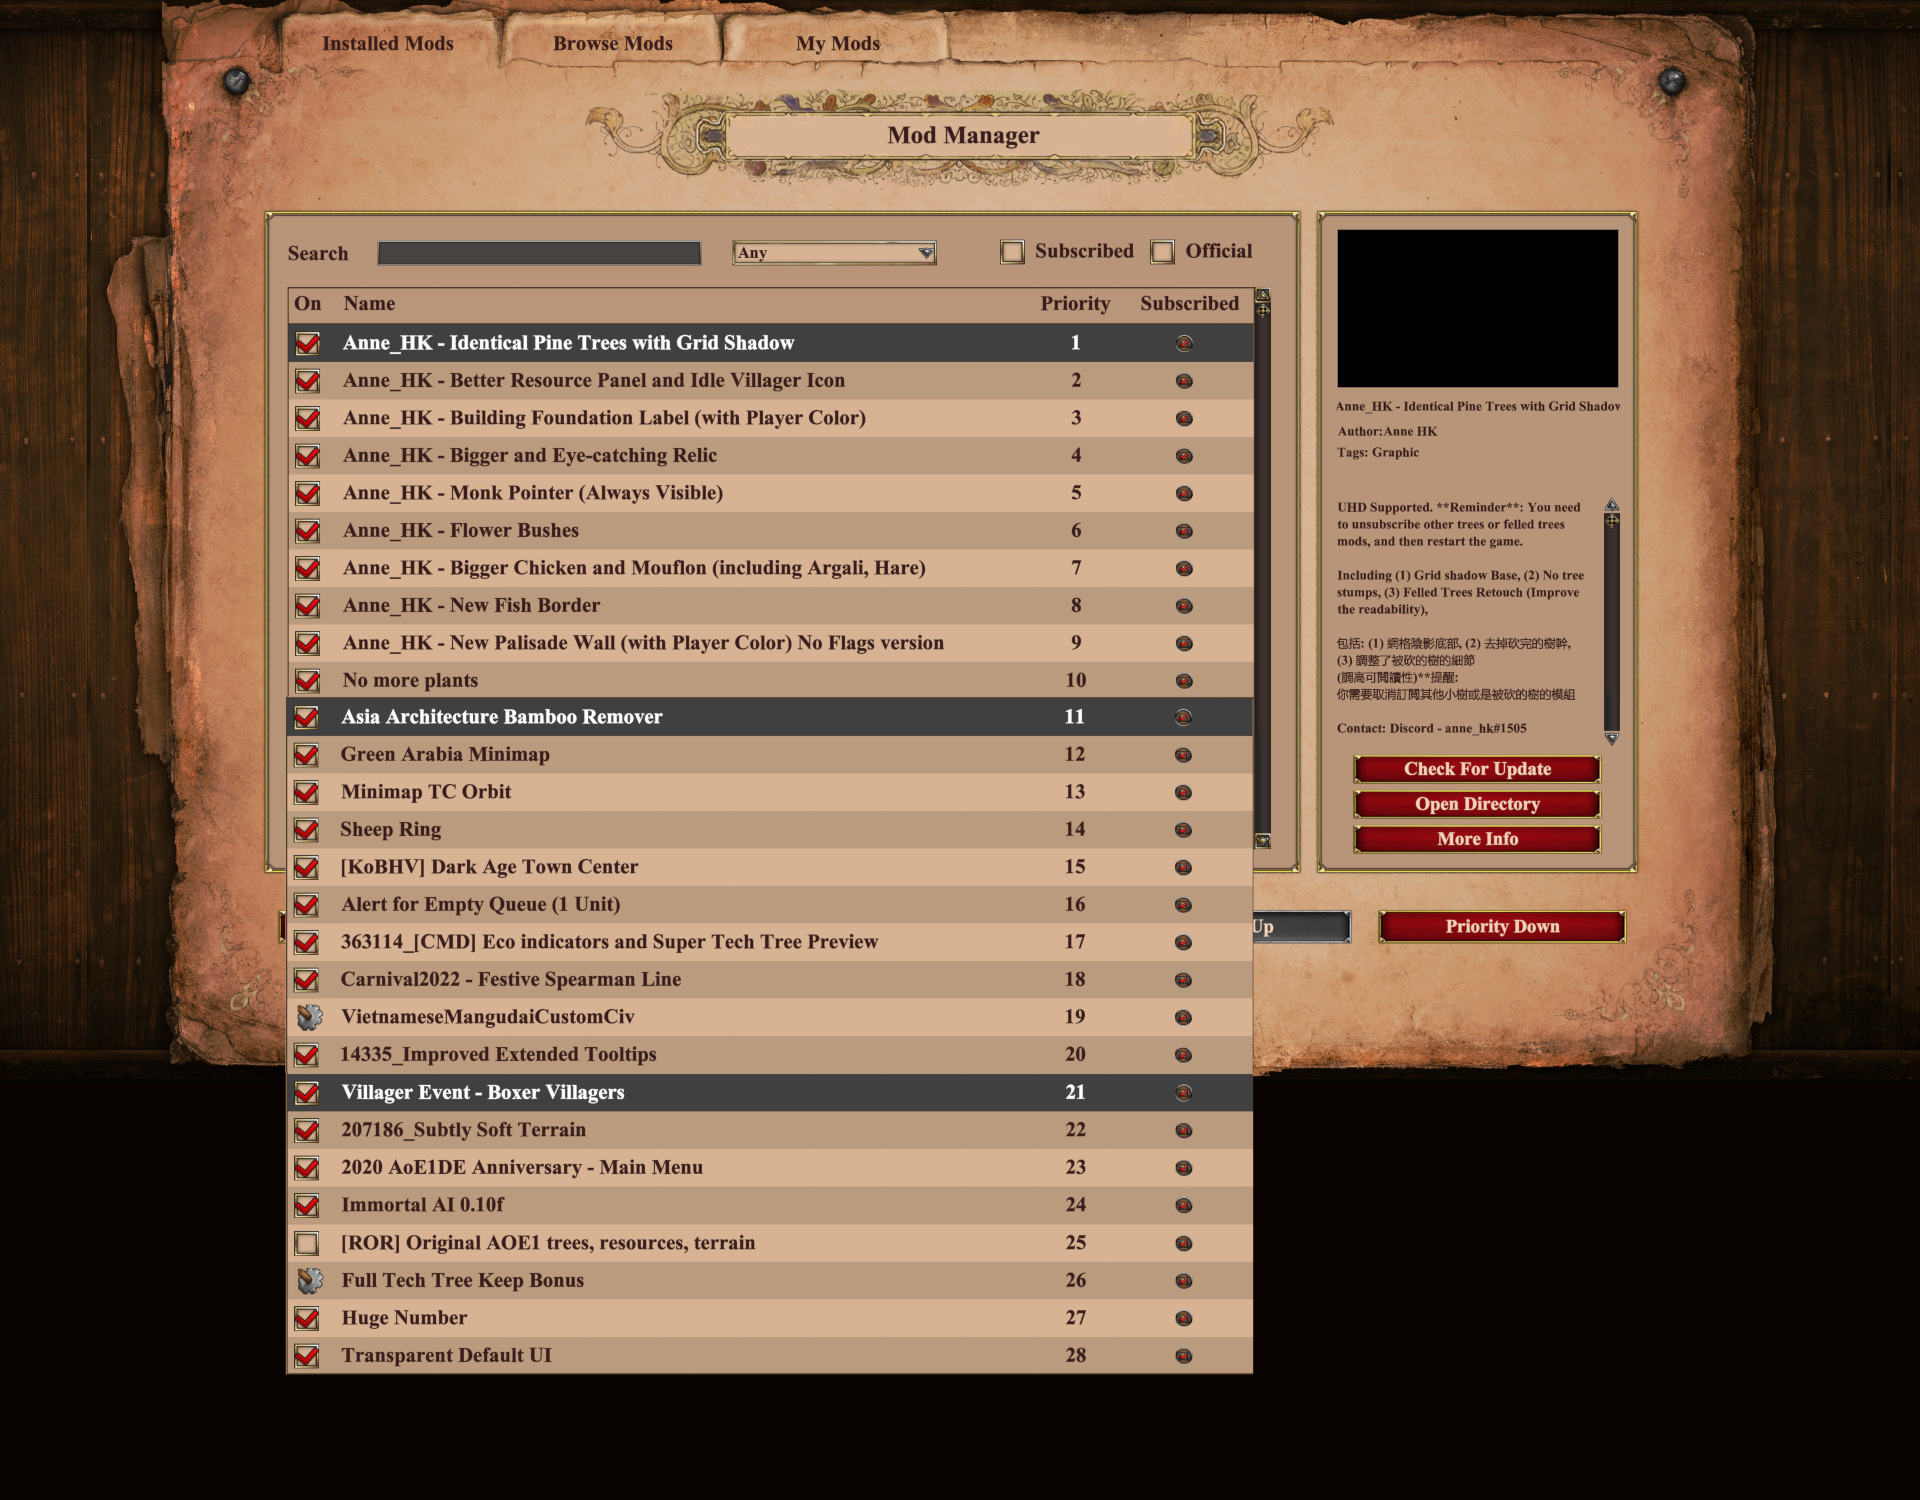 Installed Mods
Browse Mods
My Mods
Mod Manager
Search
Any
Subscribed
Official
On Name Priority Subscribed
Anne_HK - Identical Pine Trees with Grid Shadow 1
Anne_HK - Better Resource Panel and Idle Villager Icon 2
Anne_HK - Building Foundation Label (with Player Color) 3
Anne_HK - Bigger and Eye-catching Relic 4
Anne_HK - Monk Pointer (Always Visible) 5
Anne_HK - Flower Bushes 6
Anne_HK - Bigger Chicken and Mouflon (including Argali, Hare) 7
Anne_HK - New Fish Border 8
Anne_HK - New Palisade Wall (with Player Color) No Flags version 9
No more plants 10
Asia Architecture Bamboo Remover 11
Green Arabia Minimap 12
Minimap TC Orbit 13
Sheep Ring 14
[KoBHV] Dark Age Town Center 15
Alert for Empty Queue (1 Unit) 16
363114_[CMD] Eco indicators and Super Tech Tree Preview 17
Carnival2022 - Festive Spearman Line 18
VietnameseMangudaiCustomCiv 19
14335_Improved Extended Tooltips 20
Villager Event - Boxer Villagers 21
207186_Subtly Soft Terrain 22
2020 AoE1DE Anniversary - Main Menu 23
Immortal AI 0.10f 24
[ROR] Original AOE1 trees, resources, terrain 25
Full Tech Tree Keep Bonus 26
Huge Number 27
Transparent Default UI 28
Anne_HK - Identical Pine Trees with Grid Shadow
Author:Anne HK
Tags: Graphic
UHD Supported. **Reminder**: You need
to unsubscribe other trees or felled trees
mods, and then restart the game.
Including (1) Grid shadow Base, (2) No tree
stumps, (3) Felled Trees Retouch (Improve
the readability),
包括: (1) 網格陰影底部, (2) 去掉砍完的樹幹,
(3) 調整了被砍的樹的細節
(調高可閱讀性)**提醒:
你需要取消訂閱其他小樹或是被砍的樹的模組
Contact: Discord - anne_hk#1505
Check For Update
Open Directory
More Info
Up
Priority Down